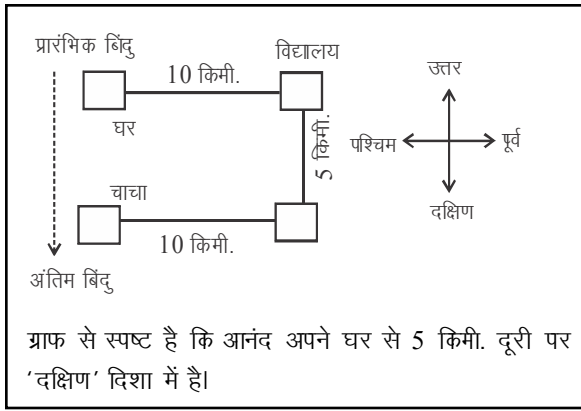 प्रारंभिक बिंदु
विद्यालय
10 किमी.
घर
5 किमी.
चाचा
10 किमी.
अंतिम बिंदु
उत्तर
पश्चिम
पूर्व
दक्षिण
ग्राफ से स्पष्ट है कि आनंद अपने घर से 5 किमी. दूरी पर
'दक्षिण' दिशा में है।